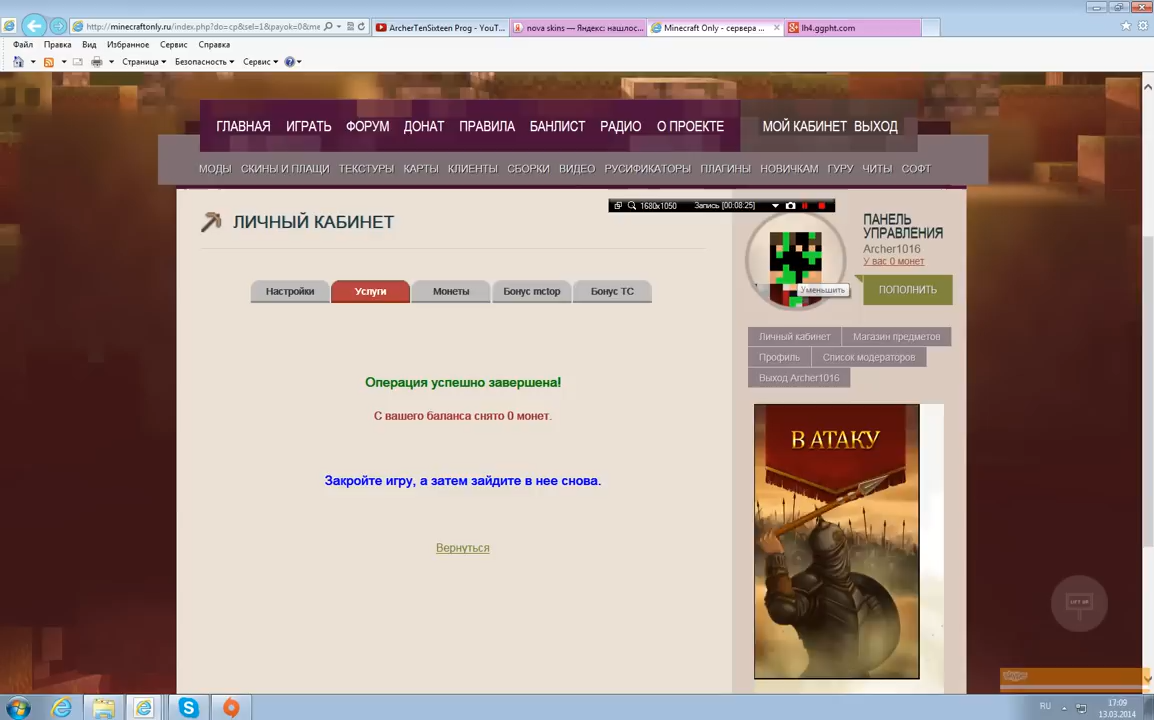 http://minecraftonly.ru/index.php?do=cp&sel=1&payok=0&me
ArcherTenSixteen Prog - YouT...
nova skins — Яндекс: нашлос...
Minecraft Only - сервера ...
lh4.ggpht.com
Файл Правка Вид Избранное Сервис Справка
Страница Безопасность Сервис
ГЛАВНАЯ ИГРАТЬ ФОРУМ ДОНАТ ПРАВИЛА БАНЛИСТ РАДИО О ПРОЕКТЕ МОЙ КАБИНЕТ ВЫХОД
МОДЫ СКИНЫ И ПЛАЩИ ТЕКСТУРЫ КАРТЫ КЛИЕНТЫ СБОРКИ ВИДЕО РУСИФИКАТОРЫ ПЛАГИНЫ НОВИЧКАМ ГУРУ ЧИТЫ СОФТ
1680x1050 Запись [00:08:25]
ЛИЧНЫЙ КАБИНЕТ
ПАНЕЛЬ
УПРАВЛЕНИЯ
Archer1016
У вас 0 монет
ПОПОЛНИТЬ
Уменьшить
Настройки Услуги Монеты Бонус mctop Бонус ТС
Личный кабинет Магазин предметов
Профиль Список модераторов
Выход Archer1016
Операция успешно завершена!
С вашего баланса снято 0 монет.
Закройте игру, а затем зайдите в нее снова.
Вернуться
В АТАКУ
LIFT UP
skype
RU
17:09
13.03.2014